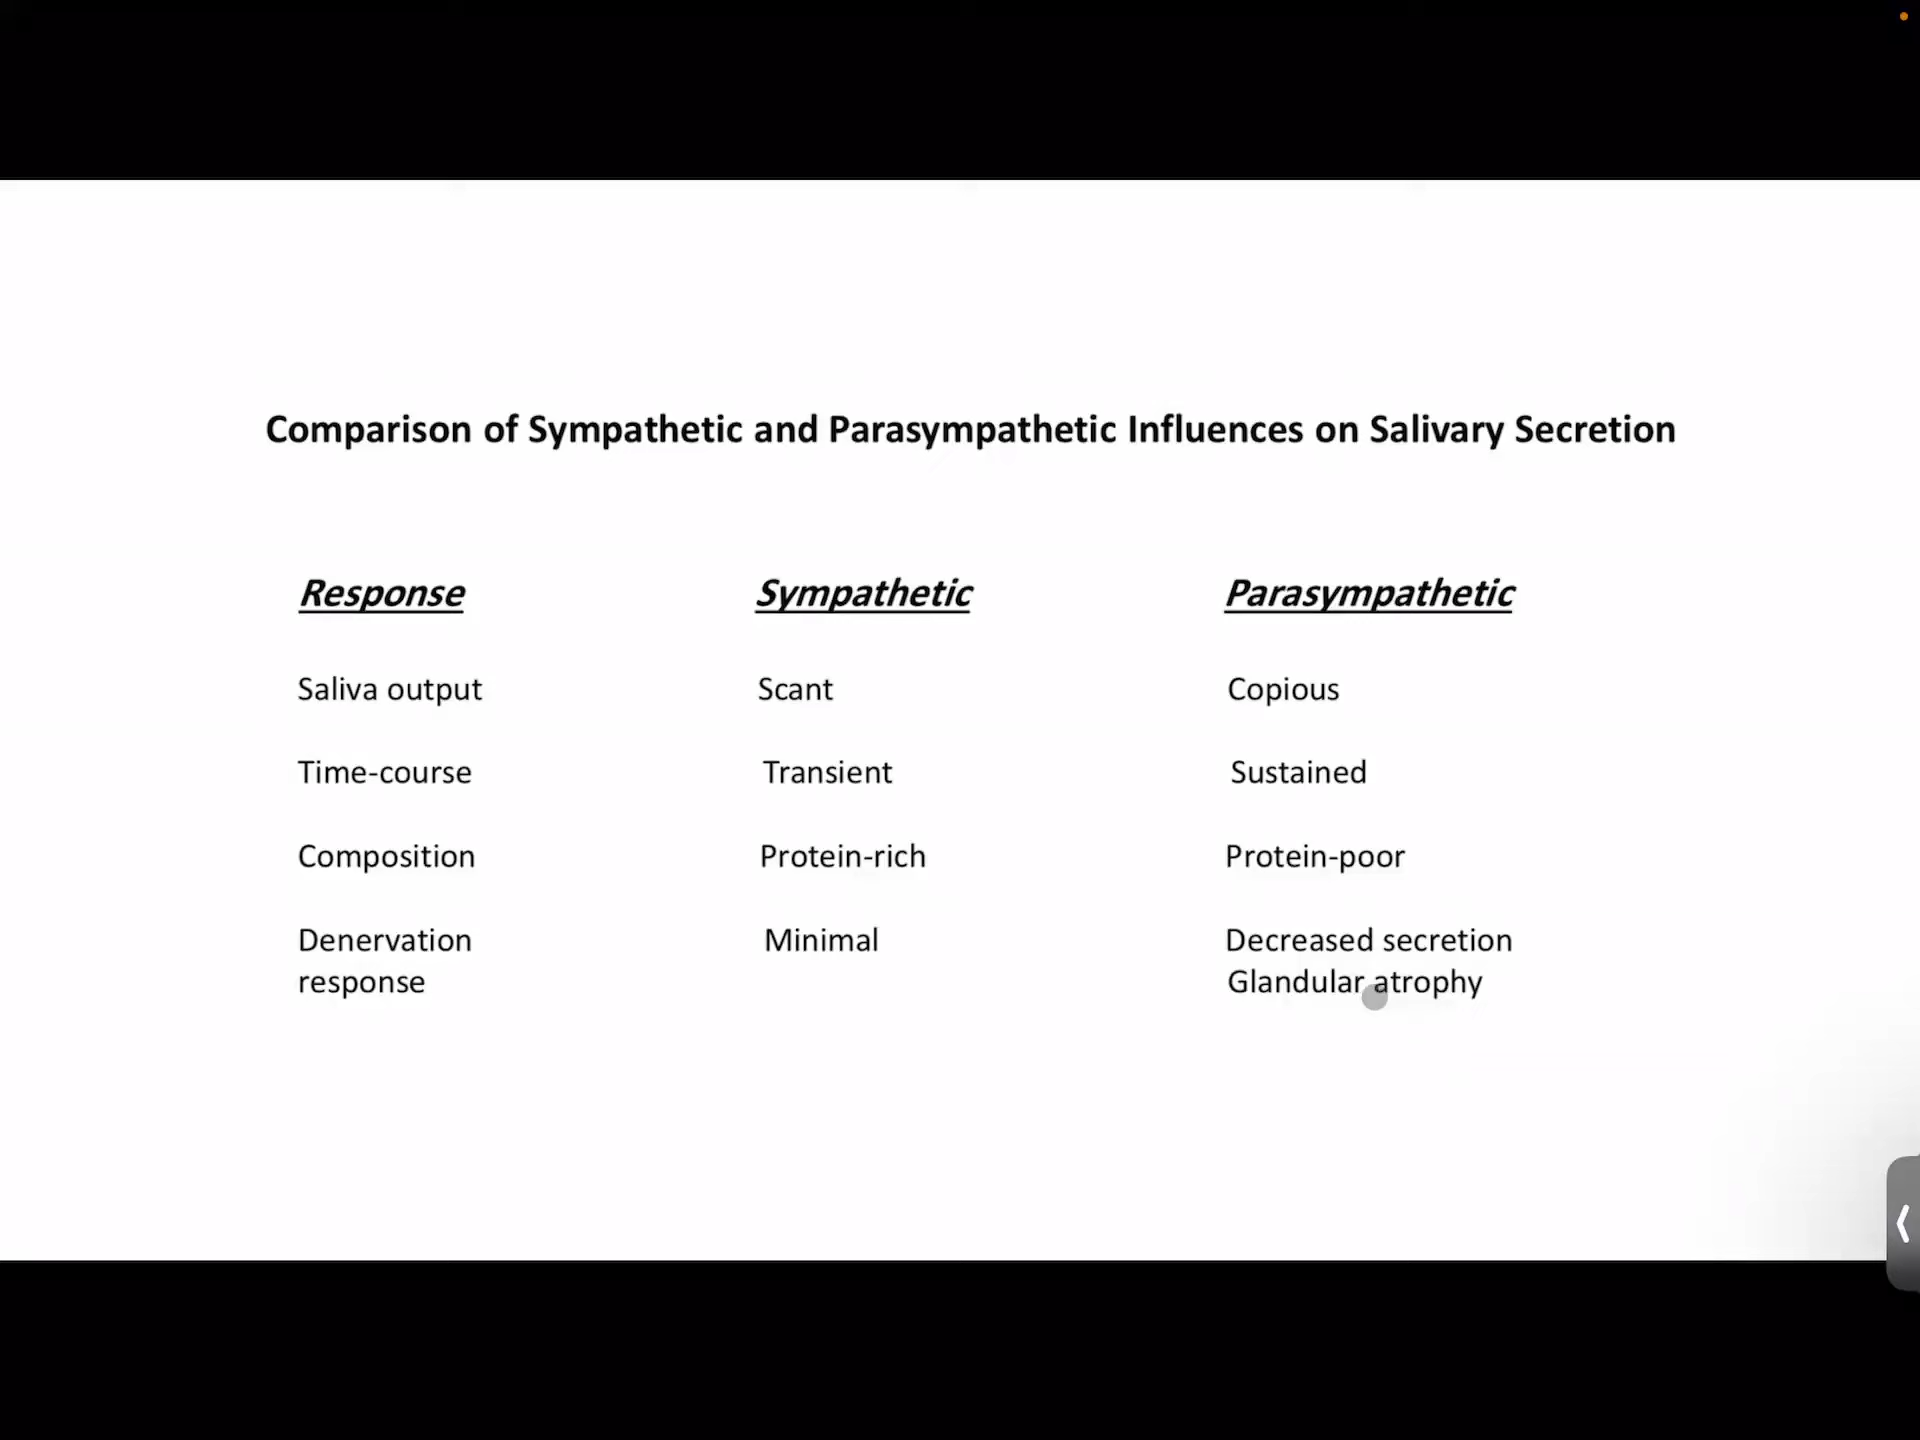 Comparison of Sympathetic and Parasympathetic Influences on Salivary Secretion
Response Sympathetic Parasympathetic
Saliva output Scant Copious
Time-course Transient Sustained
Composition Protein-rich Protein-poor
Denervation Minimal Decreased secretion
response Glandular atrophy